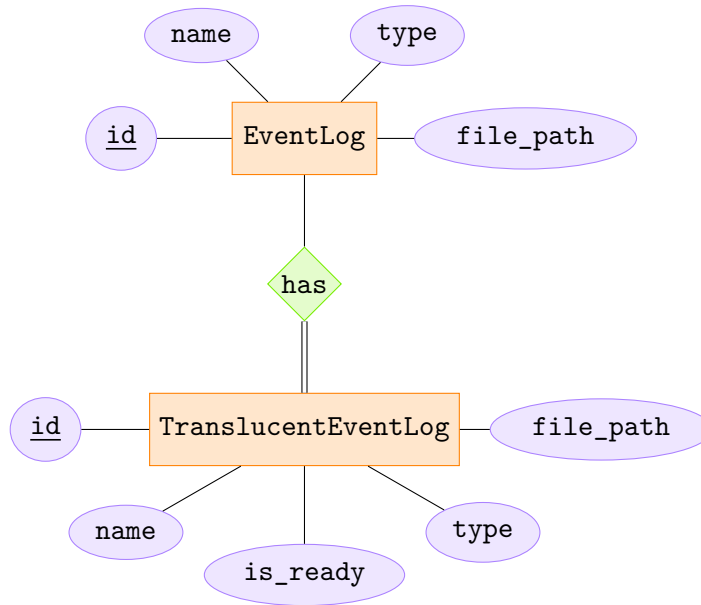 name
type
id
EventLog
file_path
has
id
TranslucentEventLog
file_path
name
type
is_ready